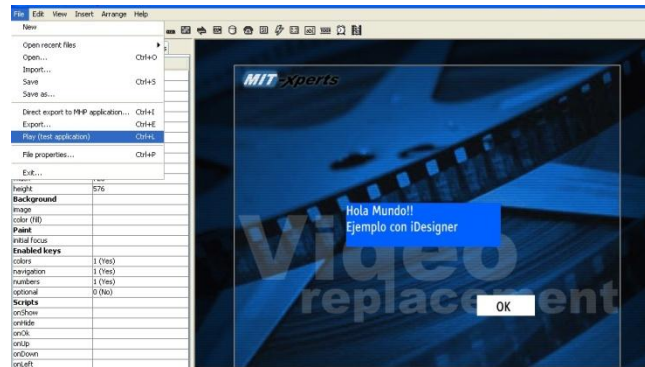 File Edit View Insert Arrange Help
New
Open recent files
Open... Ctrl+O
Import...
Save Ctrl+S
Save as...
Direct export to MHP application... Ctrl+I
Export... Ctrl+E
Play (test application) Ctrl+L
File properties... Ctrl+P
Exit...
height 576
Background
image
color (fill)
Paint
initial focus
Enabled keys
colors 1 (Yes)
navigation 1 (Yes)
numbers 1 (Yes)
optional 0 (No)
Scripts
onShow
onHide
onOk
onUp
onDown
onLeft
MIT-Xperts
Hola Mundo!!
Ejemplo con iDesigner
Video
replacement
OK